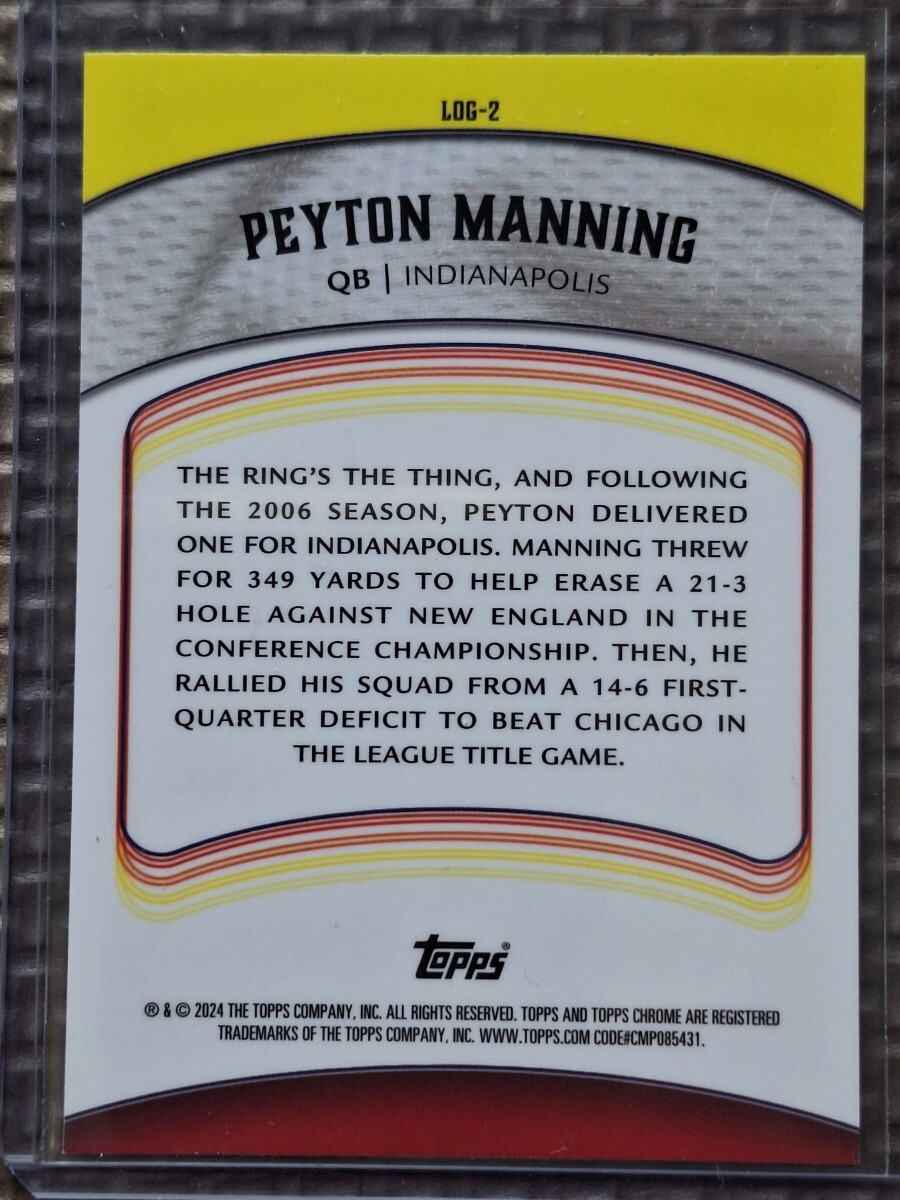 LOG-2
PEYTON MANNING
QB | INDIANAPOLIS
THE RING'S THE THING, AND FOLLOWING
THE 2006 SEASON, PEYTON DELIVERED
ONE FOR INDIANAPOLIS. MANNING THREW
FOR 349 YARDS TO HELP ERASE A 21-3
HOLE AGAINST NEW ENGLAND IN THE
CONFERENCE CHAMPIONSHIP. THEN, HE
RALLIED HIS SQUAD FROM A 14-6 FIRST-
QUARTER DEFICIT TO BEAT CHICAGO IN
THE LEAGUE TITLE GAME.
topps®
® & © 2024 THE TOPPS COMPANY, INC. ALL RIGHTS RESERVED. TOPPS AND TOPPS CHROME ARE REGISTERED
TRADEMARKS OF THE TOPPS COMPANY, INC. WWW.TOPPS.COM CODE#CMP085431.